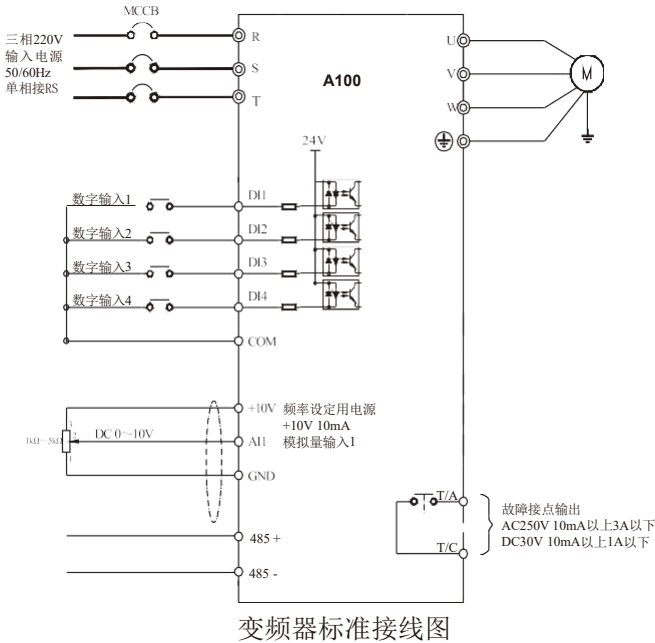 MCCB
三相220V
输入电源
50/60Hz
单相接RS
R
S
T
A100
U
V
W
M
24V
数字输入1
DI1
数字输入2
DI2
数字输入3
DI3
数字输入4
DI4
COM
+10V 频率设定用电源
+10V 10mA
1kΩ~5kΩ
DC 0~10V
AI1 模拟量输入1
GND
T/A
故障接点输出
AC250V 10mA以上3A以下
DC30V 10mA以上1A以下
T/C
485 +
485 -
变频器标准接线图